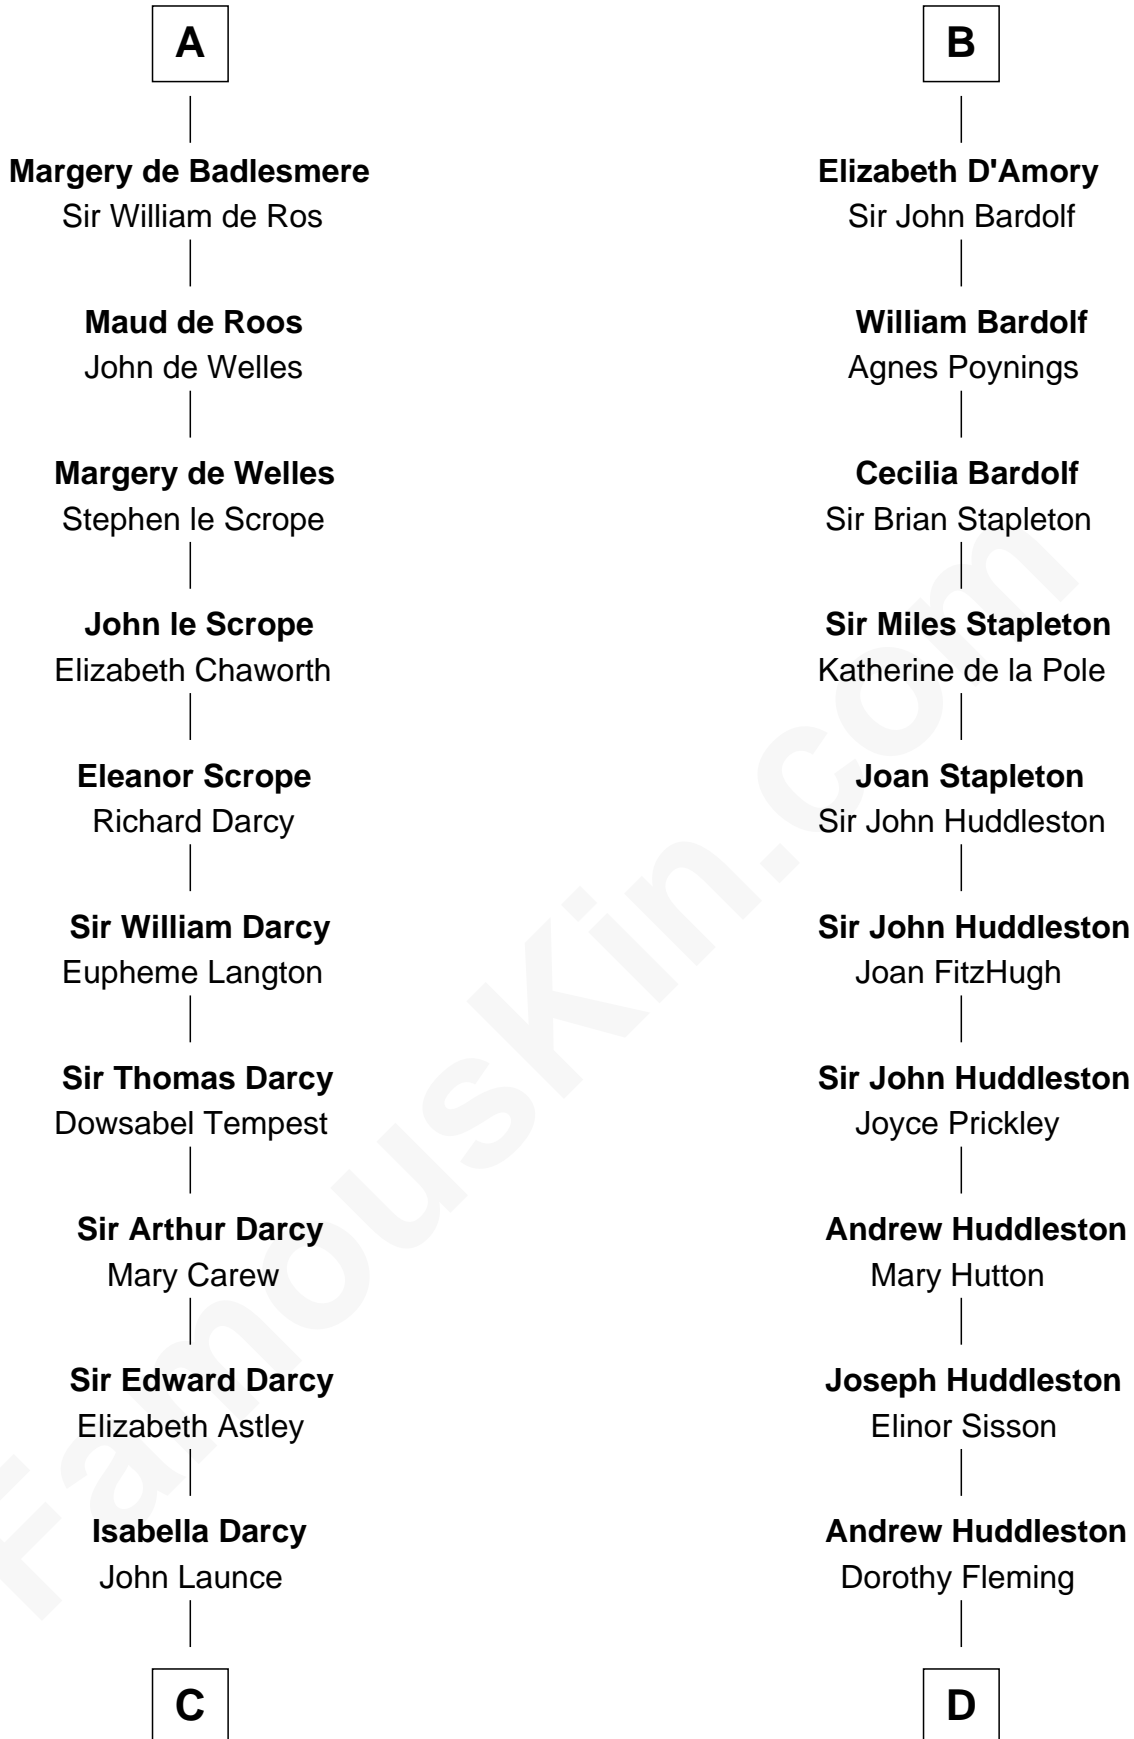 A
Margery de Badlesmere
Sir William de Ros
Maud de Roos
John de Welles
Margery de Welles
Stephen le Scrope
John le Scrope
Elizabeth Chaworth
Eleanor Scrope
Richard Darcy
Sir William Darcy
Eupheme Langton
Sir Thomas Darcy
Dowsabel Tempest
Sir Arthur Darcy
Mary Carew
Sir Edward Darcy
Elizabeth Astley
Isabella Darcy
John Launce
C
B
Elizabeth D'Amory
Sir John Bardolf
William Bardolf
Agnes Poynings
Cecilia Bardolf
Sir Brian Stapleton
Sir Miles Stapleton
Katherine de la Pole
Joan Stapleton
Sir John Huddleston
Sir John Huddleston
Joan FitzHugh
Sir John Huddleston
Joyce Prickley
Andrew Huddleston
Mary Hutton
Joseph Huddleston
Elinor Sisson
Andrew Huddleston
Dorothy Fleming
D
FamousKin.com